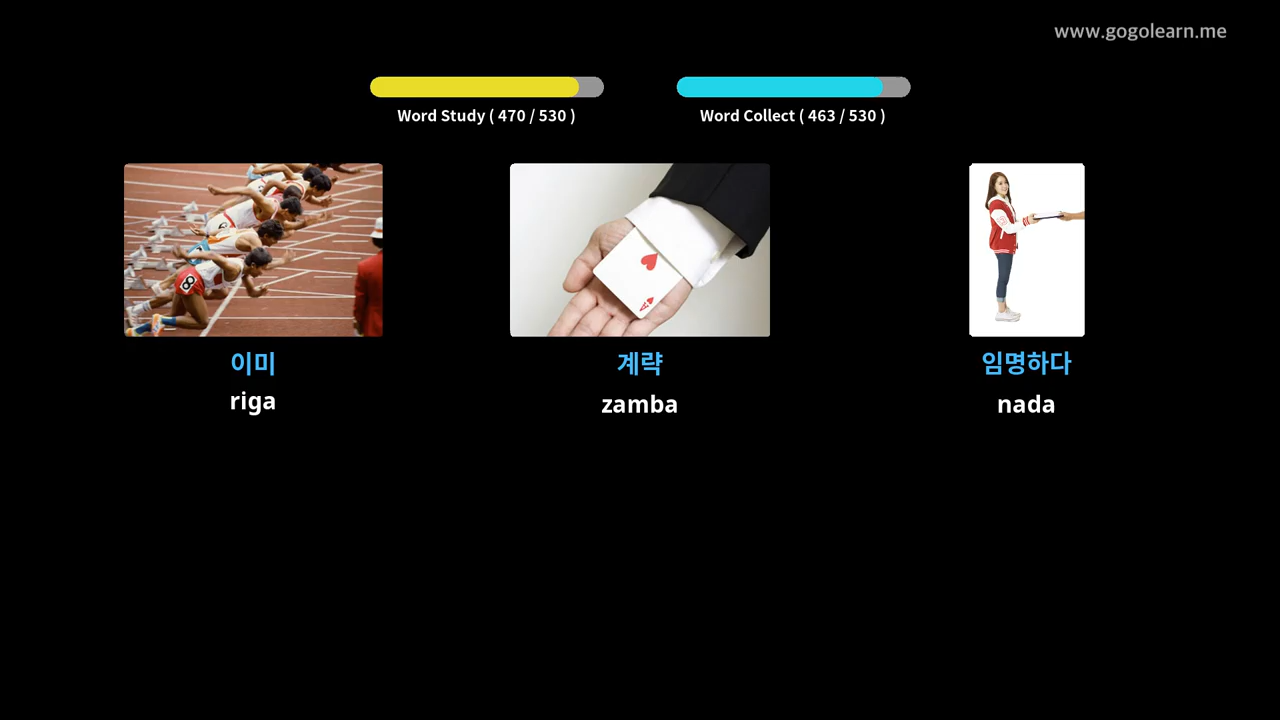 www.gogolearn.me
Word Study ( 470 / 530 )
Word Collect ( 463 / 530 )
이미
riga
계략
zamba
임명하다
nada